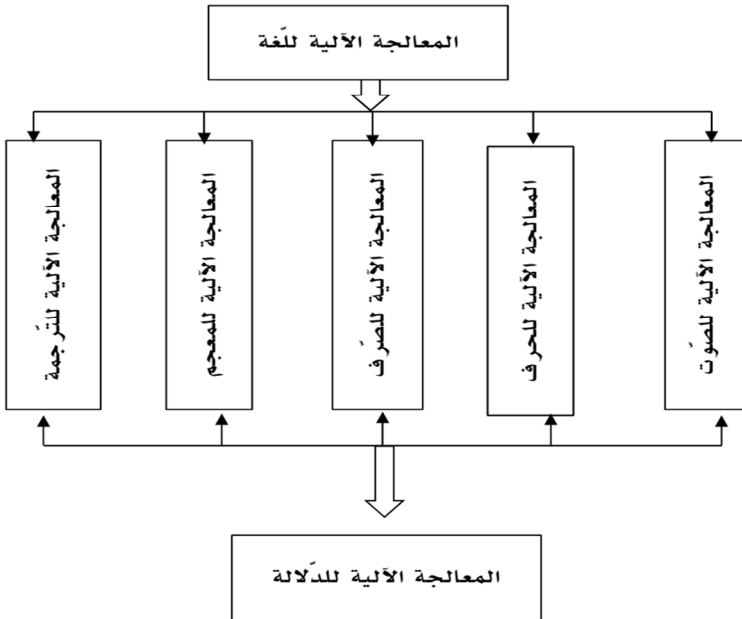 المعالجة الآلية للّغة
المعالجة الآلية للصّوت
المعالجة الآلية للحرف
المعالجة الآلية للصّرف
المعالجة الآلية للمعجم
المعالجة الآلية للتّرجمة
المعالجة الآلية للدّلالة